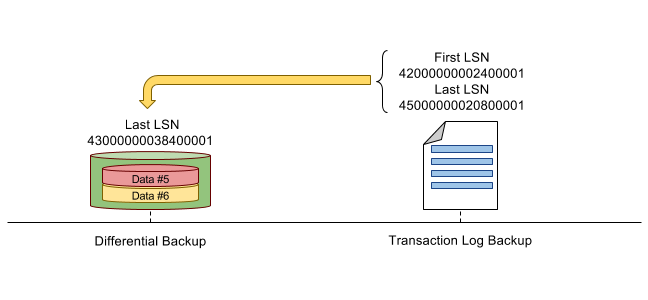 First LSN
42000000002400001
Last LSN
45000000020800001
Last LSN
43000000038400001
Data #5
Data #6
Differential Backup
Transaction Log Backup